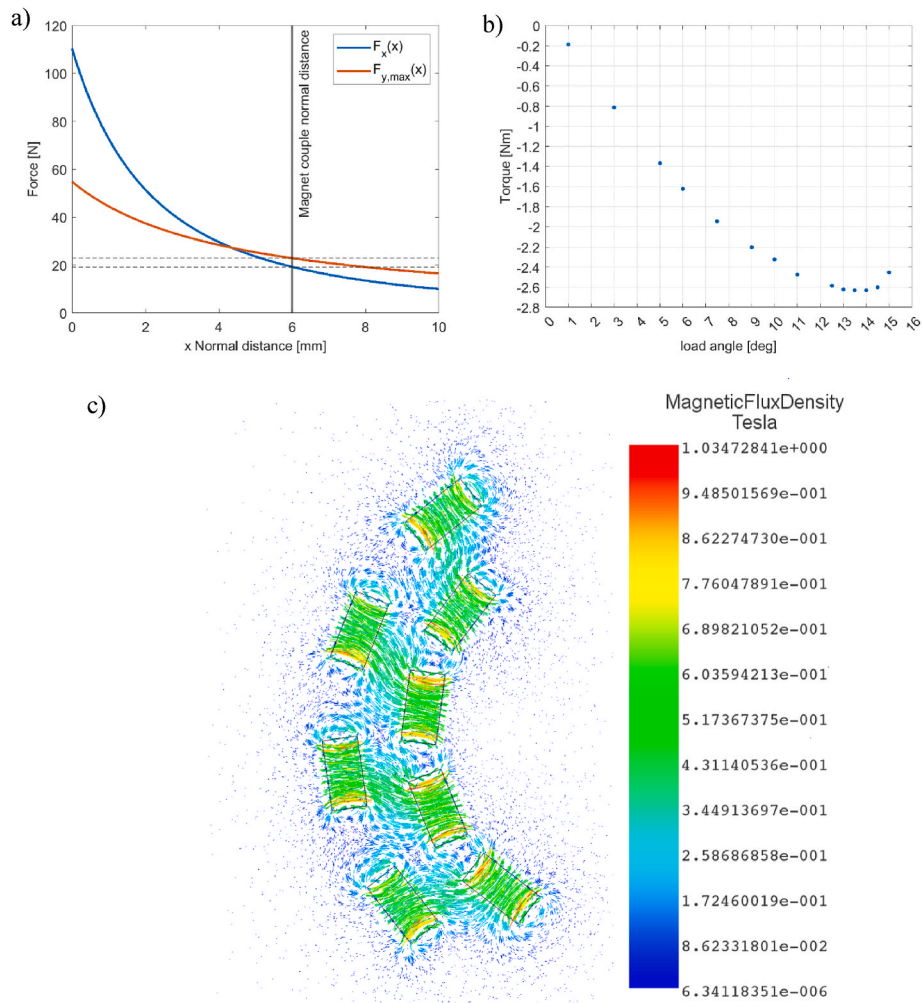 a)
120
100
80
60
40
20
0
Force [N]
0 2 4 6 8 10
x Normal distance [mm]
Fx(x)
Fy,max(x)
Magnet couple normal distance
b)
0
-0.2
-0.4
-0.6
-0.8
-1
-1.2
-1.4
-1.6
-1.8
-2
-2.2
-2.4
-2.6
-2.8
Torque [Nm]
0 1 2 3 4 5 6 7 8 9 10 11 12 13 14 15 16
load angle [deg]
c)
MagneticFluxDensity
Tesla
1.03472841e+000
9.48501569e-001
8.62274730e-001
7.76047891e-001
6.89821052e-001
6.03594213e-001
5.17367375e-001
4.31140536e-001
3.44913697e-001
2.58686858e-001
1.72460019e-001
8.62331801e-002
6.34118351e-006